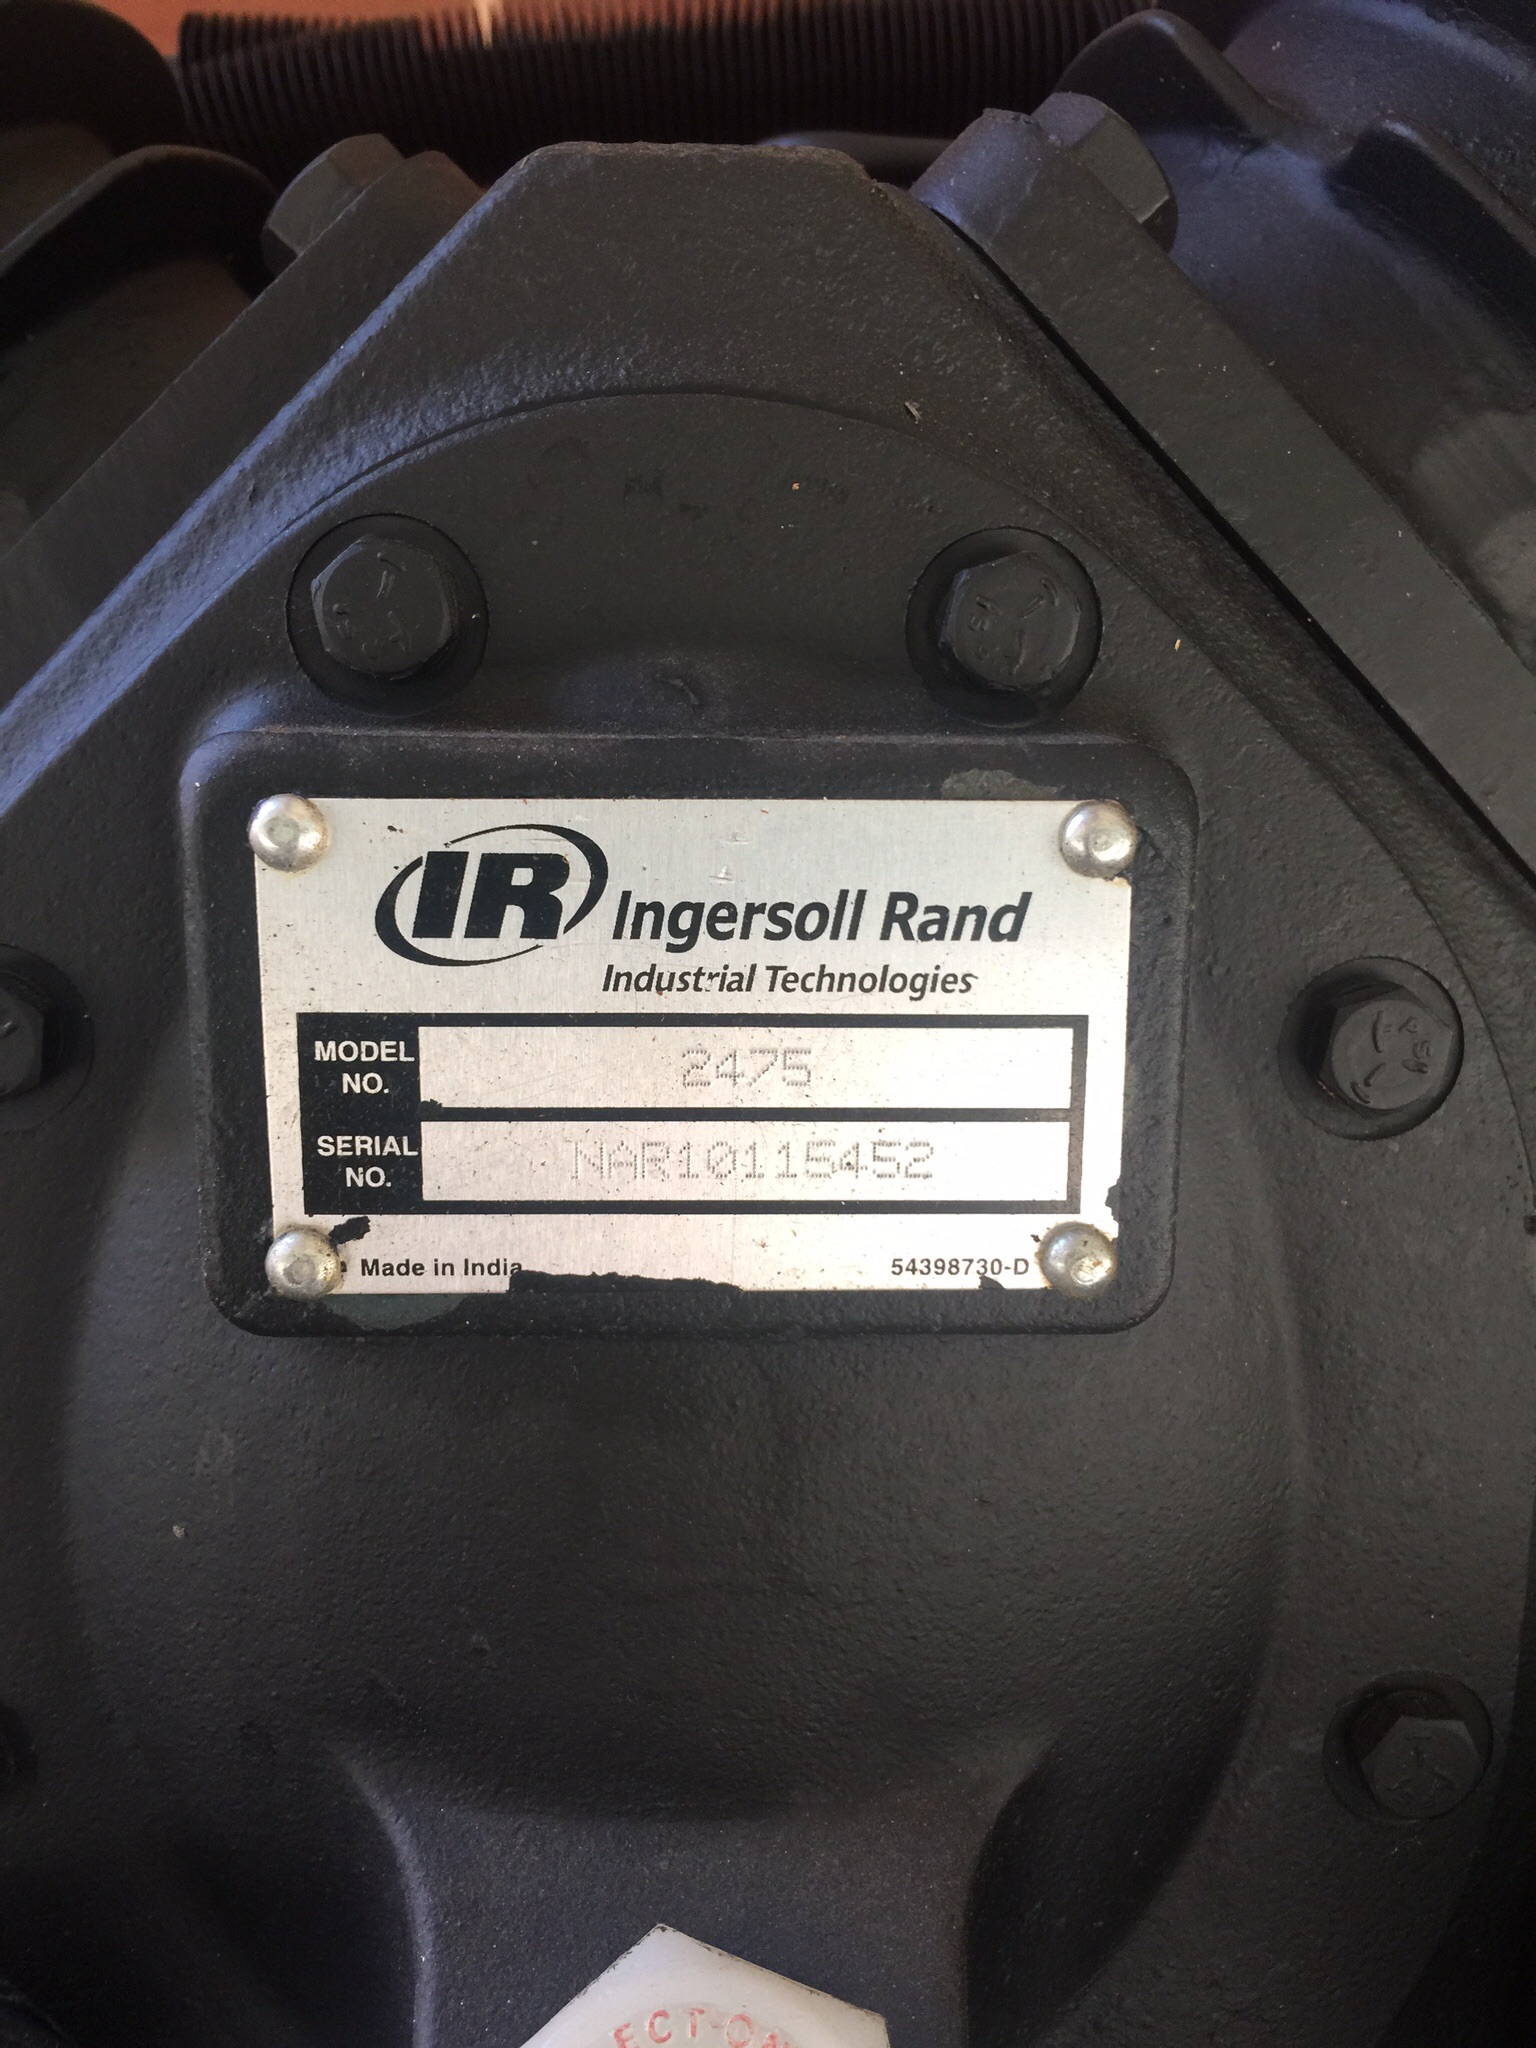 IR Ingersoll Rand
Industrial Technologies
MODEL NO. 2475
SERIAL NO. NAR10115452
Made in India
54398730-D